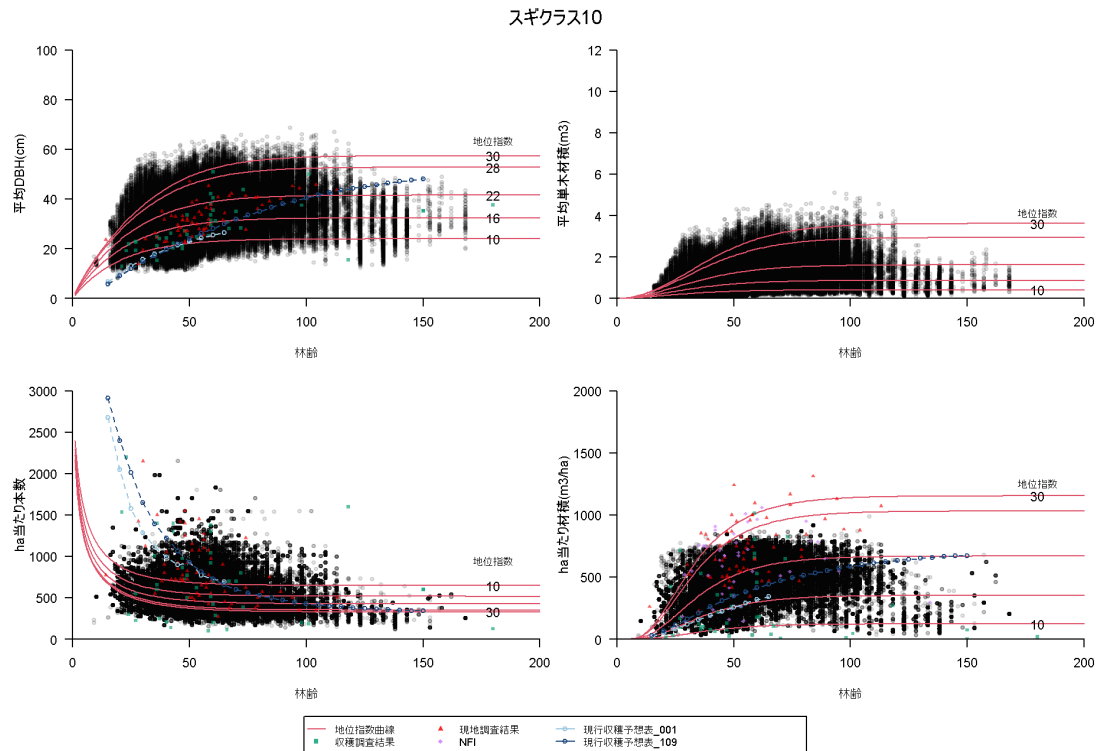 スギクラス10
平均DBH(cm)
100
80
60
40
20
0
地位指数
30
28
22
16
10
0 50 100 150 200
林齢
平均単木材積(m3)
12
10
8
6
4
2
0
地位指数
30
10
0 50 100 150 200
林齢
ha当たり本数
3000
2500
2000
1500
1000
500
0
地位指数
10
30
0 50 100 150 200
林齢
ha当たり材積(m3/ha)
2000
1500
1000
500
0
地位指数
30
10
0 50 100 150 200
林齢
地位指数曲線 現地調査結果 現行収穫予想表_001
収穫調査結果 NFI 現行収穫予想表_109